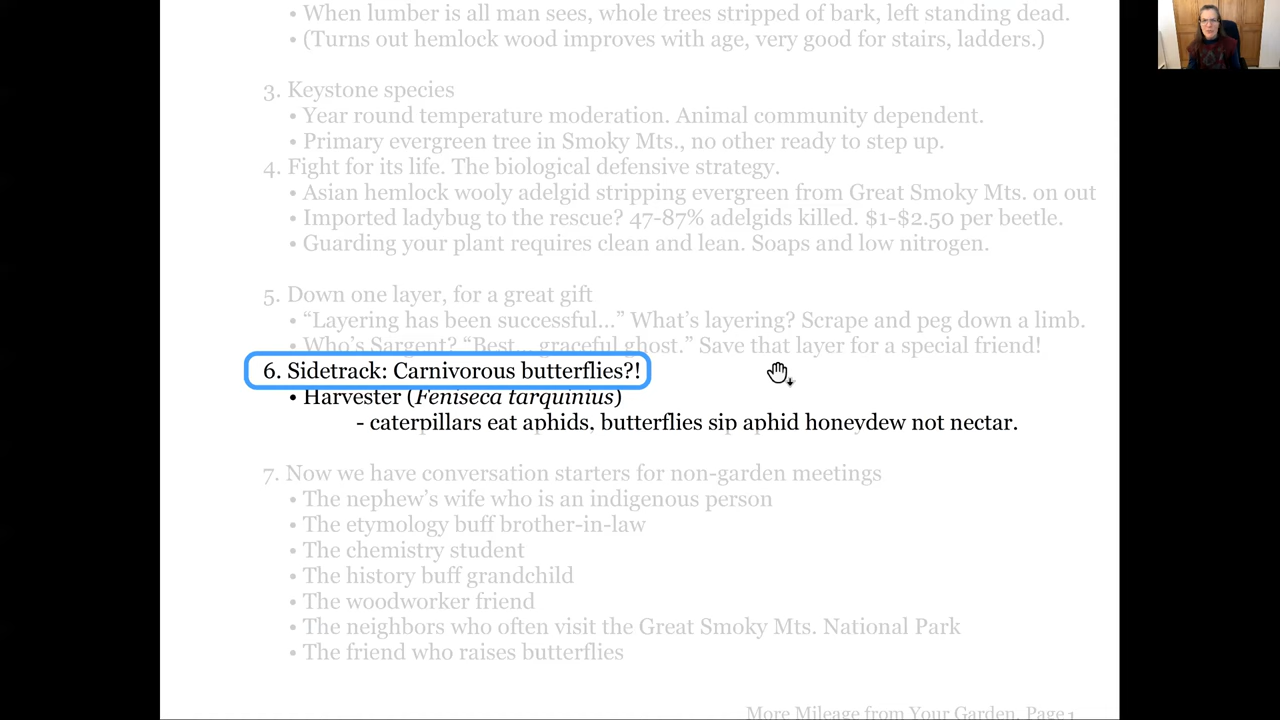 • When lumber is all man sees, whole trees stripped of bark, left standing dead.
• (Turns out hemlock wood improves with age, very good for stairs, ladders.)
3. Keystone species
• Year round temperature moderation. Animal community dependent.
• Primary evergreen tree in Smoky Mts., no other ready to step up.
4. Fight for its life. The biological defensive strategy.
• Asian hemlock wooly adelgid stripping evergreen from Great Smoky Mts. on out
• Imported ladybug to the rescue? 47-87% adelgids killed. $1-$2.50 per beetle.
• Guarding your plant requires clean and lean. Soaps and low nitrogen.
5. Down one layer, for a great gift
• “Layering has been successful...” What’s layering? Scrape and peg down a limb.
• Who’s Sargent? “Best... graceful ghost.” Save that layer for a special friend!
6. Sidetrack: Carnivorous butterflies?!
• Harvester (Feniseca tarquinius)
- caterpillars eat aphids, butterflies sip aphid honeydew not nectar.
7. Now we have conversation starters for non-garden meetings
• The nephew’s wife who is an indigenous person
• The etymology buff brother-in-law
• The chemistry student
• The history buff grandchild
• The woodworker friend
• The neighbors who often visit the Great Smoky Mts. National Park
• The friend who raises butterflies
More Mileage from Your Garden, Page 1